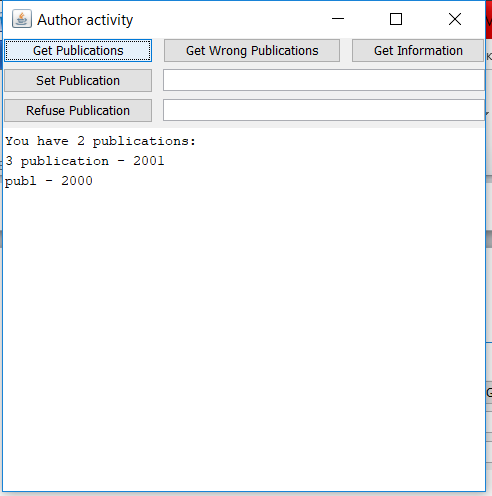 Author activity
Get Publications Get Wrong Publications Get Information
Set Publication
Refuse Publication
You have 2 publications:
3 publication - 2001
publ - 2000